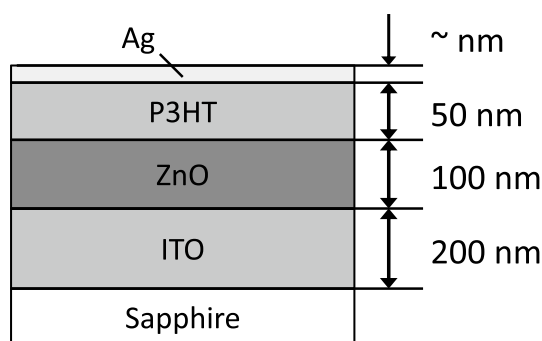 Ag
~ nm
P3HT
50 nm
ZnO
100 nm
ITO
200 nm
Sapphire